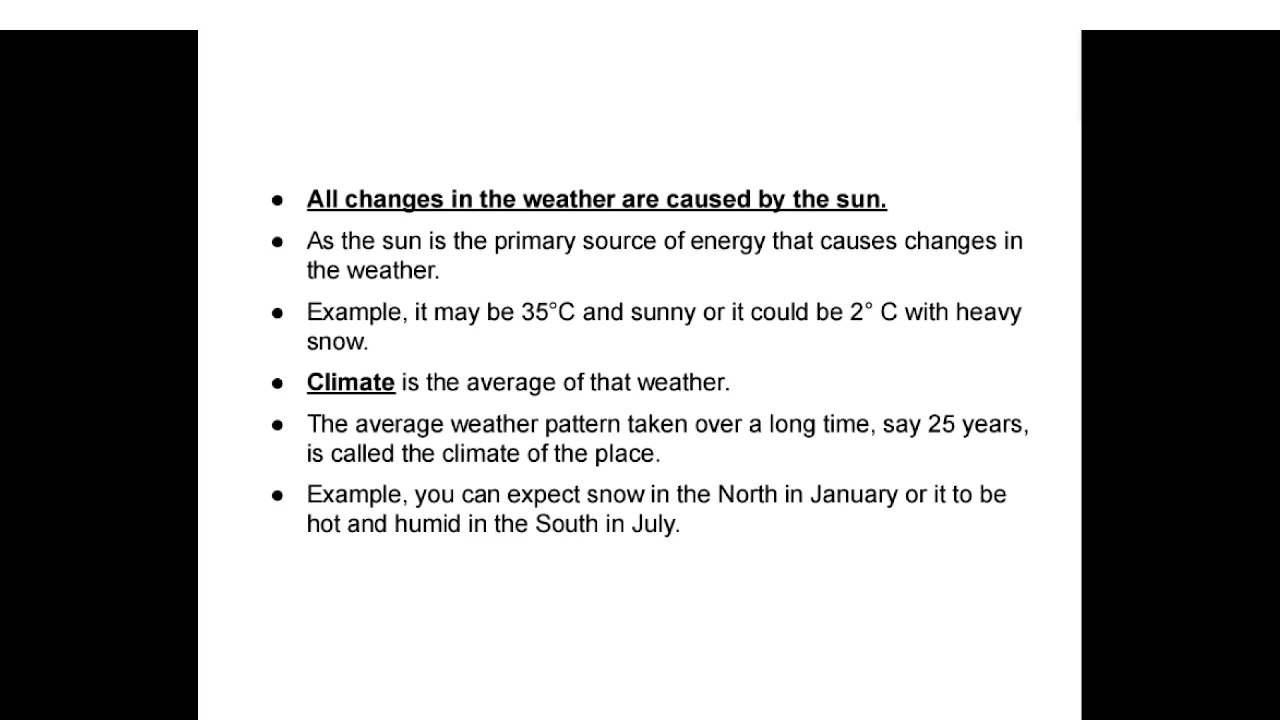 ● All changes in the weather are caused by the sun.
● As the sun is the primary source of energy that causes changes in
the weather.
● Example, it may be 35°C and sunny or it could be 2° C with heavy
snow.
● Climate is the average of that weather.
● The average weather pattern taken over a long time, say 25 years,
is called the climate of the place.
● Example, you can expect snow in the North in January or it to be
hot and humid in the South in July.